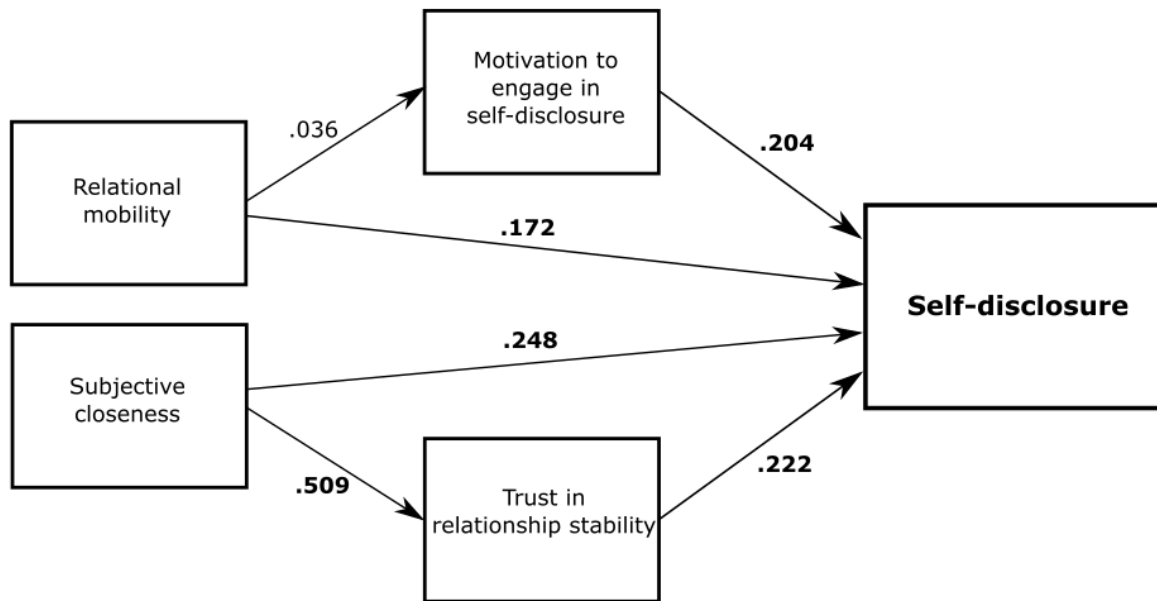 Motivation to
engage in
self-disclosure
.036
.204
Relational
mobility
.172
Self-disclosure
.248
Subjective
closeness
.509
.222
Trust in
relationship stability